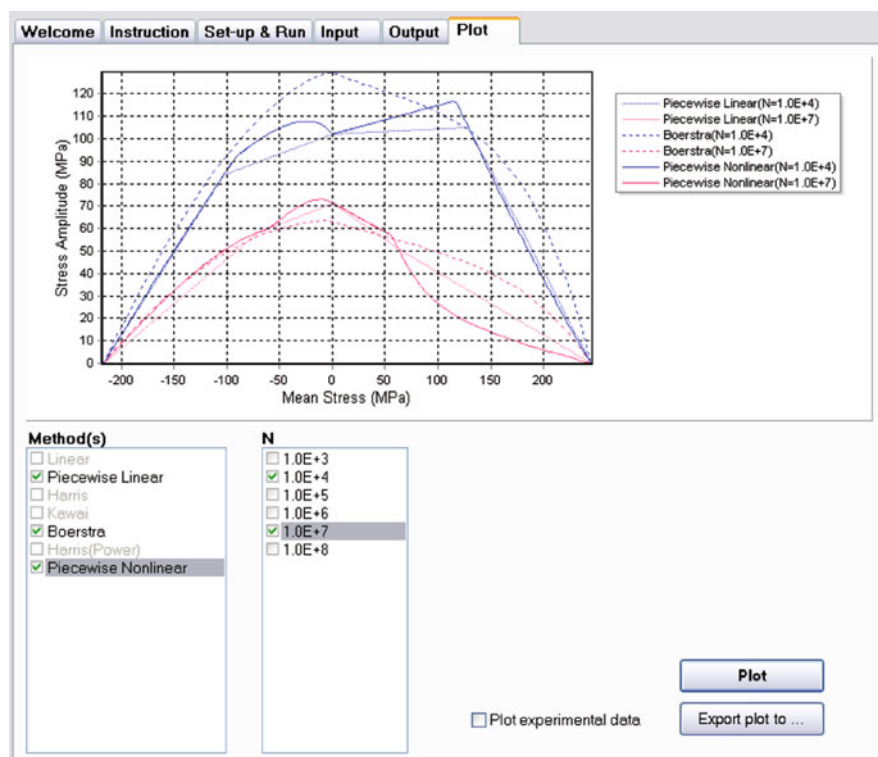 Welcome Instruction Set-up & Run Input Output Plot
Stress Amplitude (MPa)
120
110
100
90
80
70
60
50
40
30
20
10
0
-200 -150 -100 -50 0 50 100 150 200
Mean Stress (MPa)
Piecewise Linear(N=1.0E+4)
Piecewise Linear(N=1.0E+7)
Boerstra(N=1.0E+4)
Boerstra(N=1.0E+7)
Piecewise Nonlinear(N=1.0E+4)
Piecewise Nonlinear(N=1.0E+7)
Method(s)
Linear
Piecewise Linear
Harris
Kawai
Boerstra
Harris(Power)
Piecewise Nonlinear
N
1.0E+3
1.0E+4
1.0E+5
1.0E+6
1.0E+7
1.0E+8
Plot
Plot experimental data
Export plot to ...